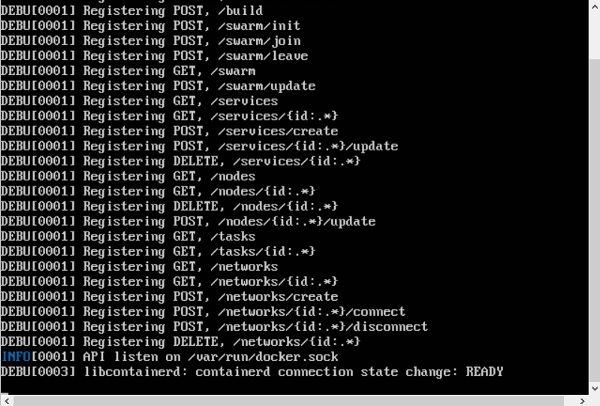 DEBU[0001] Registering POST, /build
DEBU[0001] Registering POST, /swarm/init
DEBU[0001] Registering POST, /swarm/join
DEBU[0001] Registering POST, /swarm/leave
DEBU[0001] Registering GET, /swarm
DEBU[0001] Registering POST, /swarm/update
DEBU[0001] Registering GET, /services
DEBU[0001] Registering GET, /services/{id:.*}
DEBU[0001] Registering POST, /services/create
DEBU[0001] Registering POST, /services/{id:.*}/update
DEBU[0001] Registering DELETE, /services/{id:.*}
DEBU[0001] Registering GET, /nodes
DEBU[0001] Registering GET, /nodes/{id:.*}
DEBU[0001] Registering DELETE, /nodes/{id:.*}
DEBU[0001] Registering POST, /nodes/{id:.*}/update
DEBU[0001] Registering GET, /tasks
DEBU[0001] Registering GET, /tasks/{id:.*}
DEBU[0001] Registering GET, /networks
DEBU[0001] Registering GET, /networks/{id:.*}
DEBU[0001] Registering POST, /networks/create
DEBU[0001] Registering POST, /networks/{id:.*}/connect
DEBU[0001] Registering POST, /networks/{id:.*}/disconnect
DEBU[0001] Registering DELETE, /networks/{id:.*}
INFO[0001] API listen on /var/run/docker.sock
DEBU[0003] libcontainerd: containerd connection state change: READY